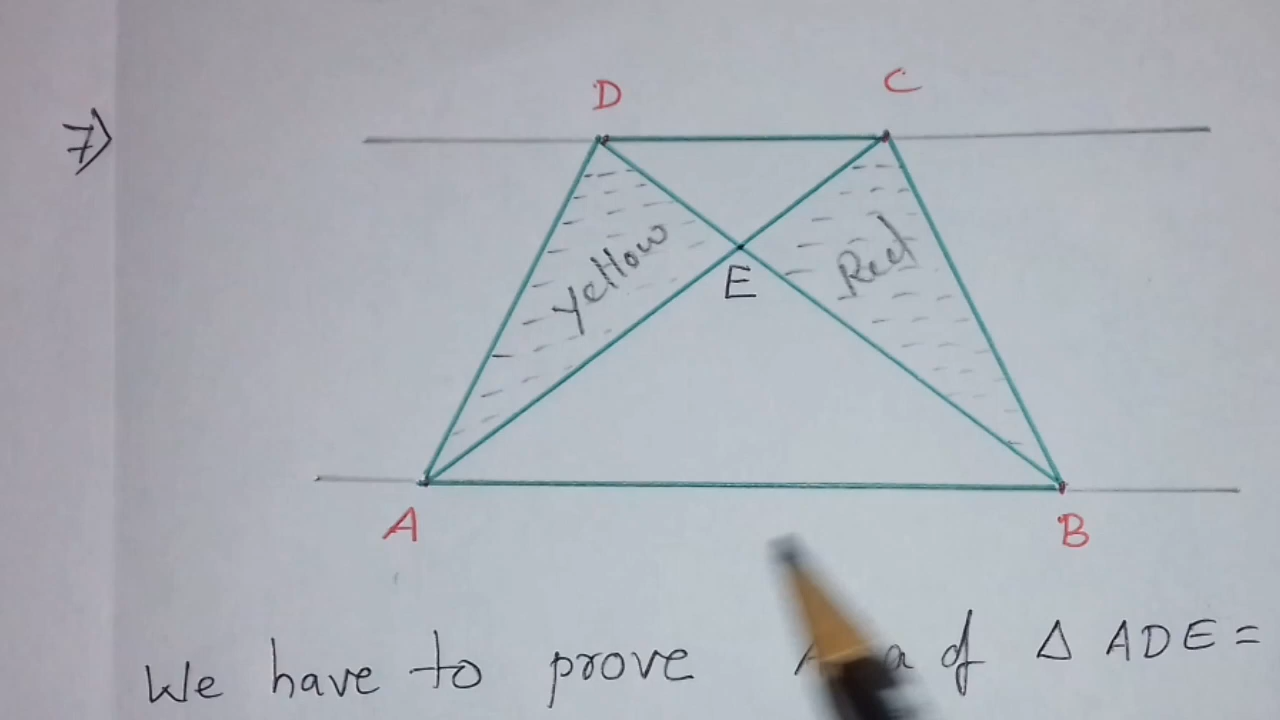 7)
D
C
Yellow
Red
E
A
B
We have to prove of Δ ADE =